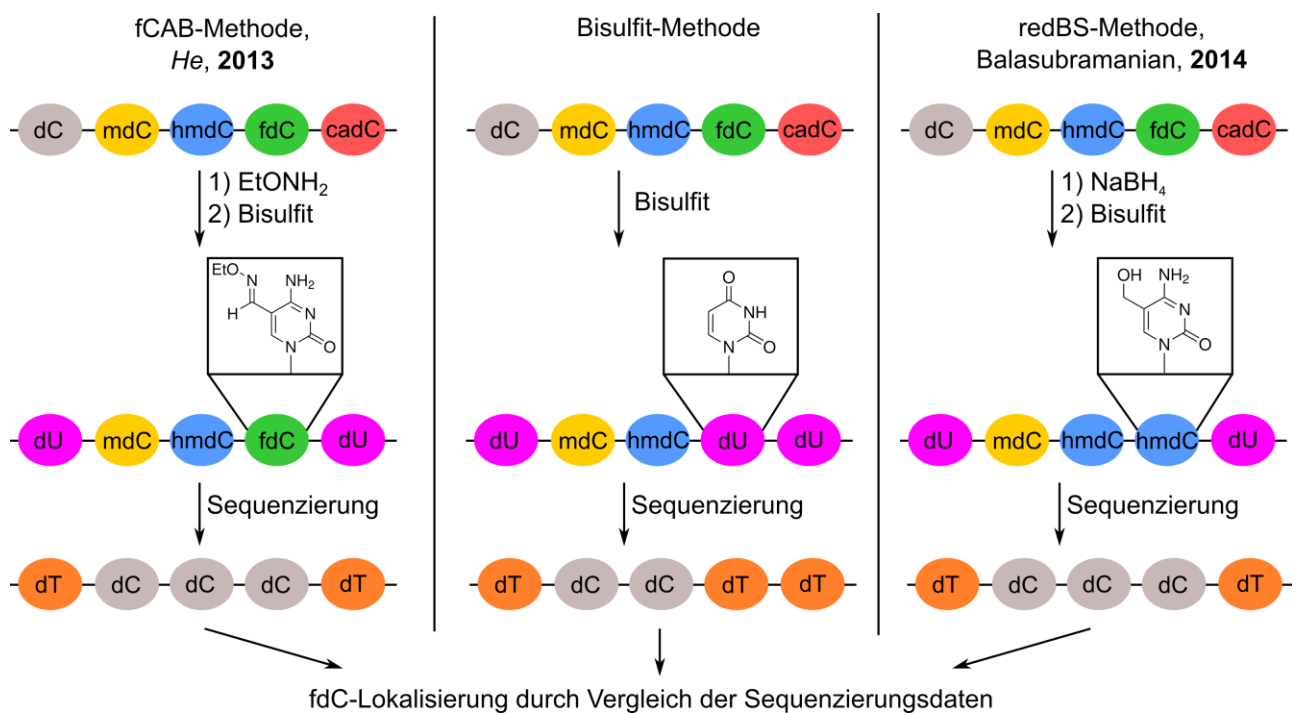 fCAB-Methode,
He, 2013
dC mdC hmdC fdC cadC
1) EtONH₂
2) Bisulfit
EtO
N
NH₂
H
N
N
O
dU mdC hmdC fdC dU
Sequenzierung
dT dC dC dC dT
Bisulfit-Methode
dC mdC hmdC fdC cadC
Bisulfit
O
NH
N
O
dU mdC hmdC dU dU
Sequenzierung
dT dC dC dT dT
redBS-Methode,
Balasubramanian, 2014
dC mdC hmdC fdC cadC
1) NaBH₄
2) Bisulfit
OH
NH₂
N
N
O
dU mdC hmdC hmdC dU
Sequenzierung
dT dC dC dC dT
fdC-Lokalisierung durch Vergleich der Sequenzierungsdaten